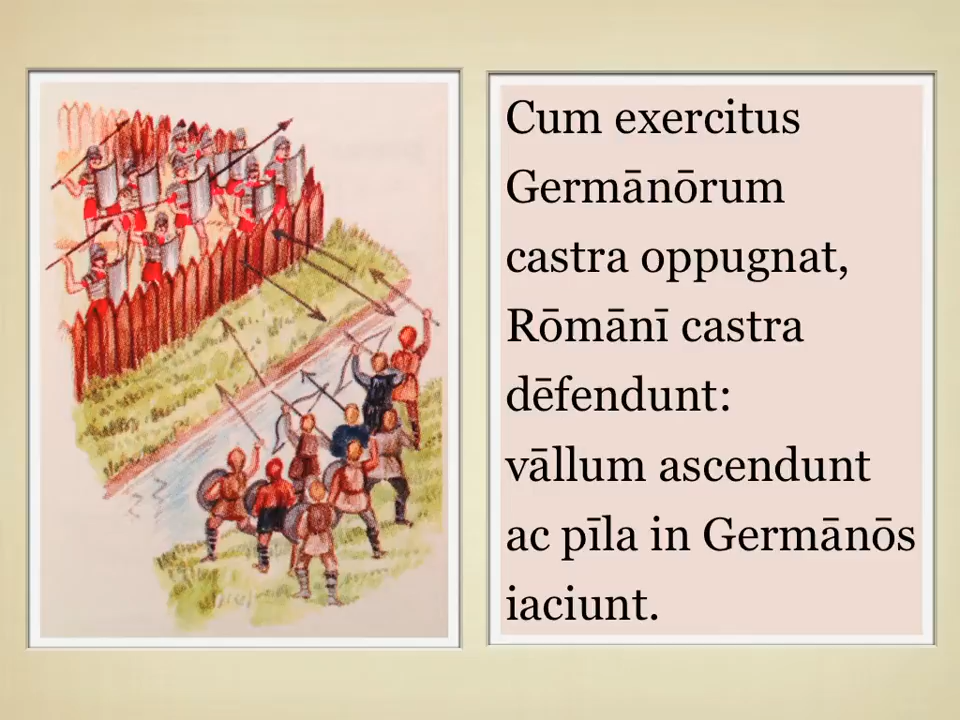 Cum exercitus
Germānōrum
castra oppugnat,
Rōmānī castra
dēfendunt:
vāllum ascendunt
ac pīla in Germānōs
iaciunt.